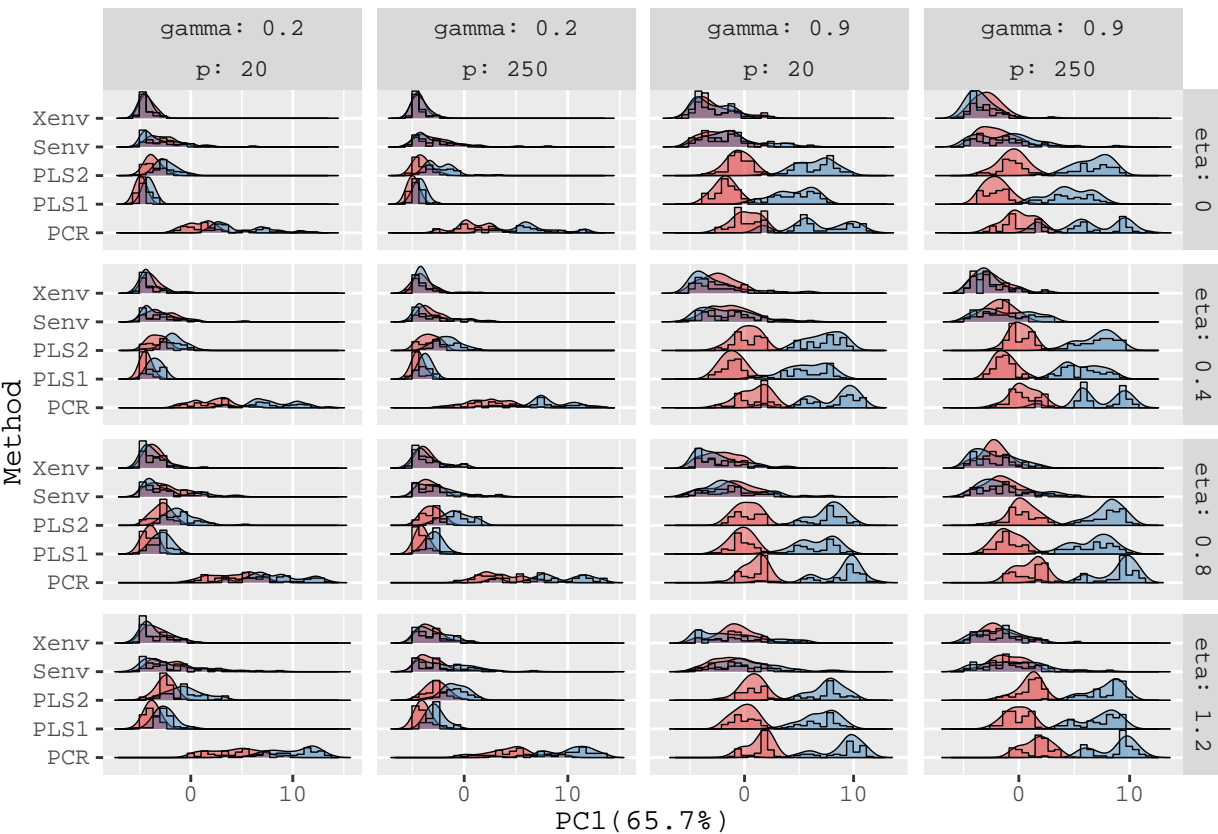 gamma: 0.2
gamma: 0.2
gamma: 0.9
gamma: 0.9
p: 20
p: 250
p: 20
p: 250
Xenv
Senv
PLS2
PLS1
PCR
eta: 0
Xenv
Senv
PLS2
PLS1
PCR
eta: 0.4
Xenv
Senv
PLS2
PLS1
PCR
eta: 0.8
Xenv
Senv
PLS2
PLS1
PCR
eta: 1.2
Method
0
10
0
10
0
10
0
10
PC1(65.7%)